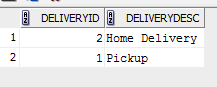 DELIVERYID DELIVERYDESC
1 2 Home Delivery
2 1 Pickup